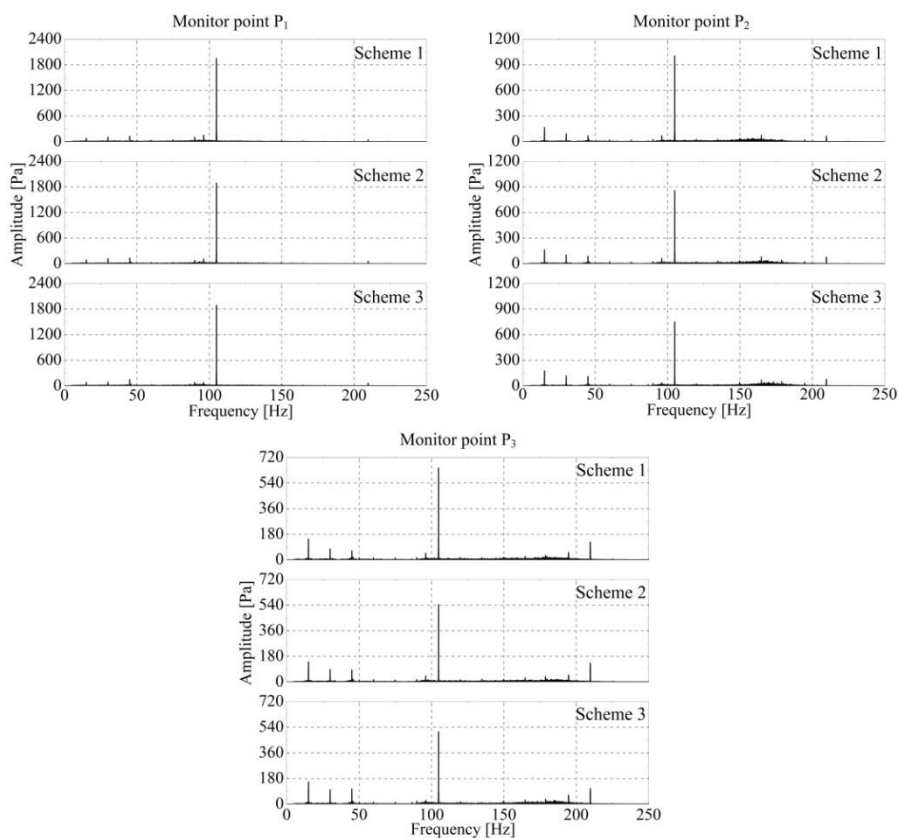 Monitor point P₁
2400
Scheme 1
1800
1200
600
0
2400
Scheme 2
1800
1200
600
0
2400
Scheme 3
1800
1200
600
0
0 50 100 150 200 250
Amplitude [Pa]
Frequency [Hz]
Monitor point P₂
1200
Scheme 1
900
600
300
0
1200
Scheme 2
900
600
300
0
1200
Scheme 3
900
600
300
0
0 50 100 150 200 250
Amplitude [Pa]
Frequency [Hz]
Monitor point P₃
720
Scheme 1
540
360
180
0
720
Scheme 2
540
360
180
0
720
Scheme 3
540
360
180
0
0 50 100 150 200 250
Amplitude [Pa]
Frequency [Hz]